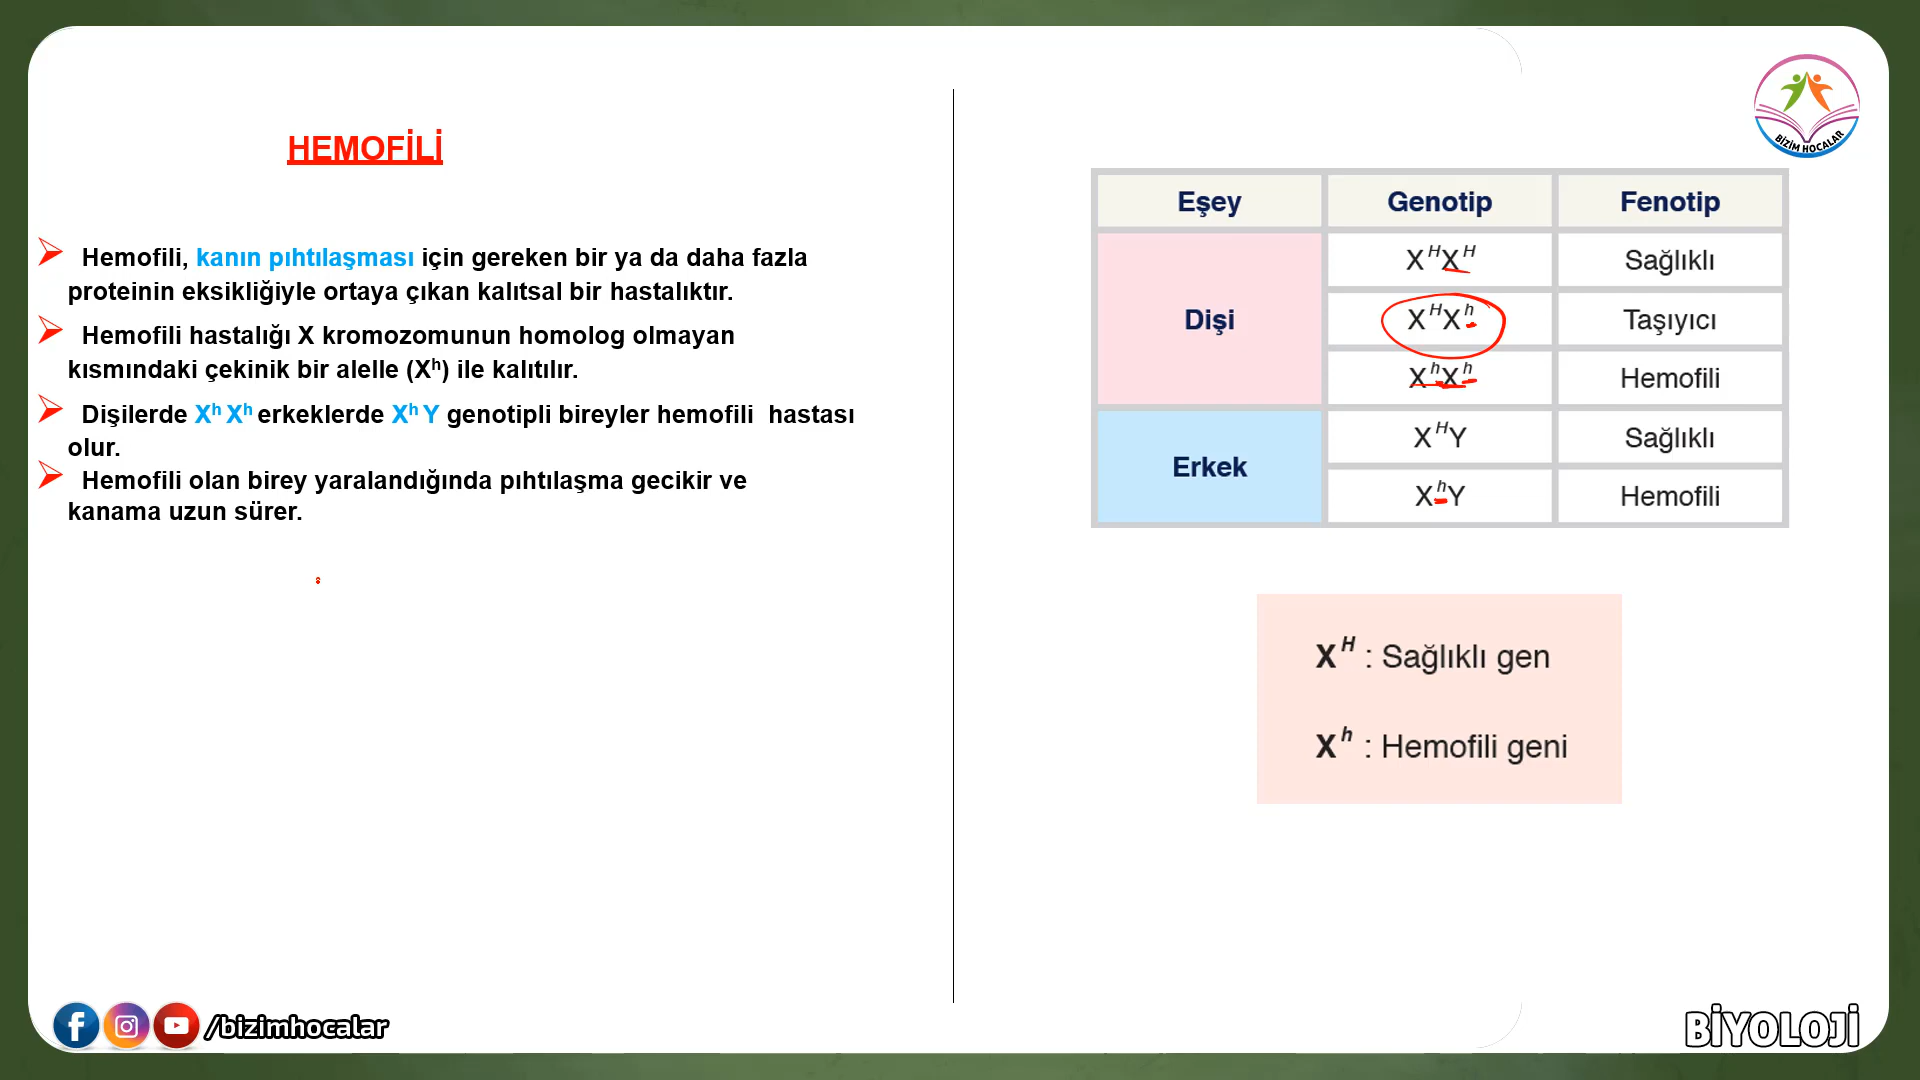 HEMOFİLİ
Hemofili, kanın pıhtılaşması için gereken bir ya da daha fazla
proteinin eksikliğiyle ortaya çıkan kalıtsal bir hastalıktır.
Hemofili hastalığı X kromozomunun homolog olmayan
kısmındaki çekinik bir alelle (Xʰ) ile kalıtılır.
Dişilerde Xʰ Xʰ erkeklerde Xʰ Y genotipli bireyler hemofili hastası
olur.
Hemofili olan birey yaralandığında pıhtılaşma gecikir ve
kanama uzun sürer.
BİZİM HOCALAR
Eşey Genotip Fenotip
Dişi
XᴴXᴴ Sağlıklı
XᴴXʰ Taşıyıcı
XʰXʰ Hemofili
Erkek
XᴴY Sağlıklı
XʰY Hemofili
Xᴴ : Sağlıklı gen
Xʰ : Hemofili geni
/bizimhocalar
BİYOLOJİ